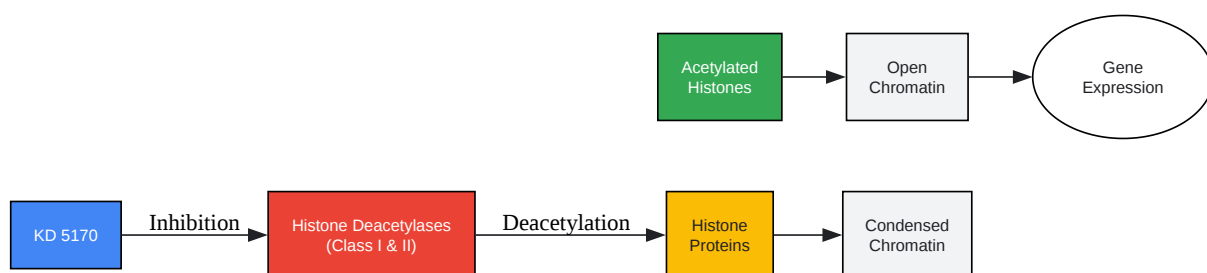 Acetylated
Histones
Open
Chromatin
Gene
Expression
KD 5170
Inhibition
Histone Deacetylases
(Class I & II)
Deacetylation
Histone
Proteins
Condensed
Chromatin